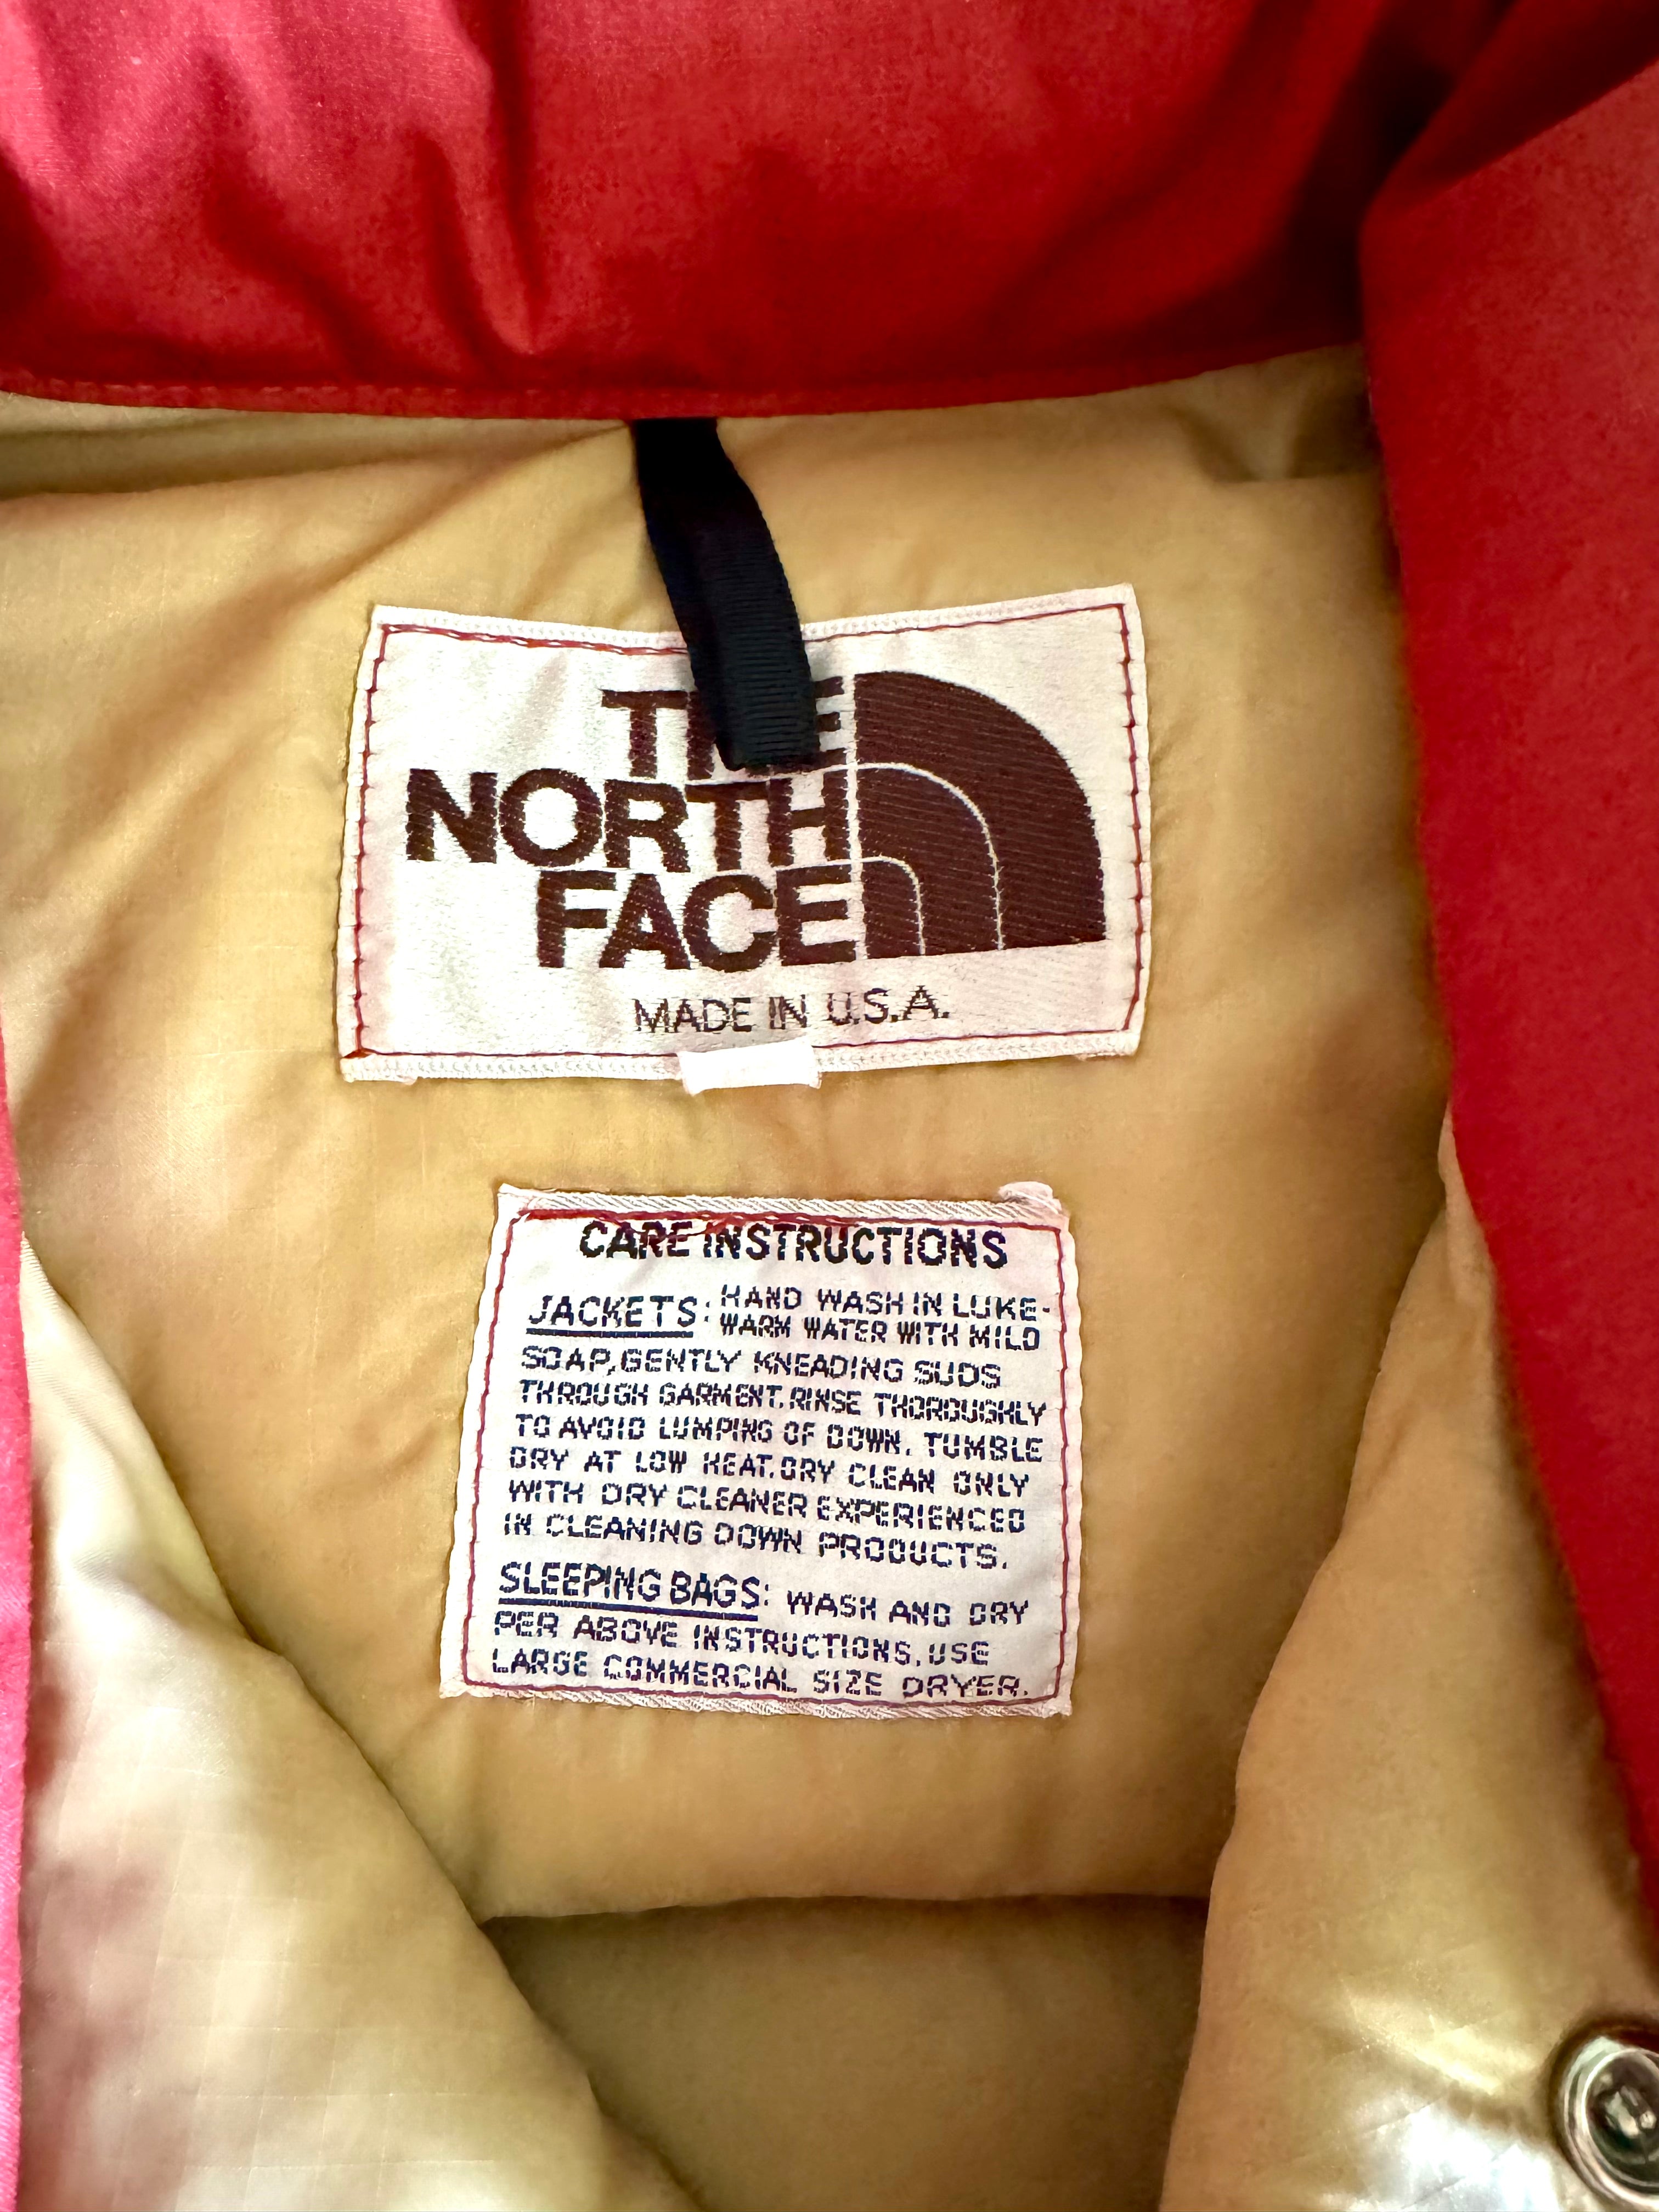 THE
NORTH
FACE
MADE IN U.S.A.
CARE INSTRUCTIONS
JACKETS: HAND WASH IN LUKE-
WARM WATER WITH MILD
SOAP, GENTLY KNEADING SUDS
THROUGH GARMENT. RINSE THOROUGHLY
TO AVOID LUMPING OF DOWN. TUMBLE
DRY AT LOW HEAT. DRY CLEAN ONLY
WITH DRY CLEANER EXPERIENCED
IN CLEANING DOWN PRODUCTS.
SLEEPING BAGS: WASH AND DRY
PER ABOVE INSTRUCTIONS. USE
LARGE COMMERCIAL SIZE DRYER.